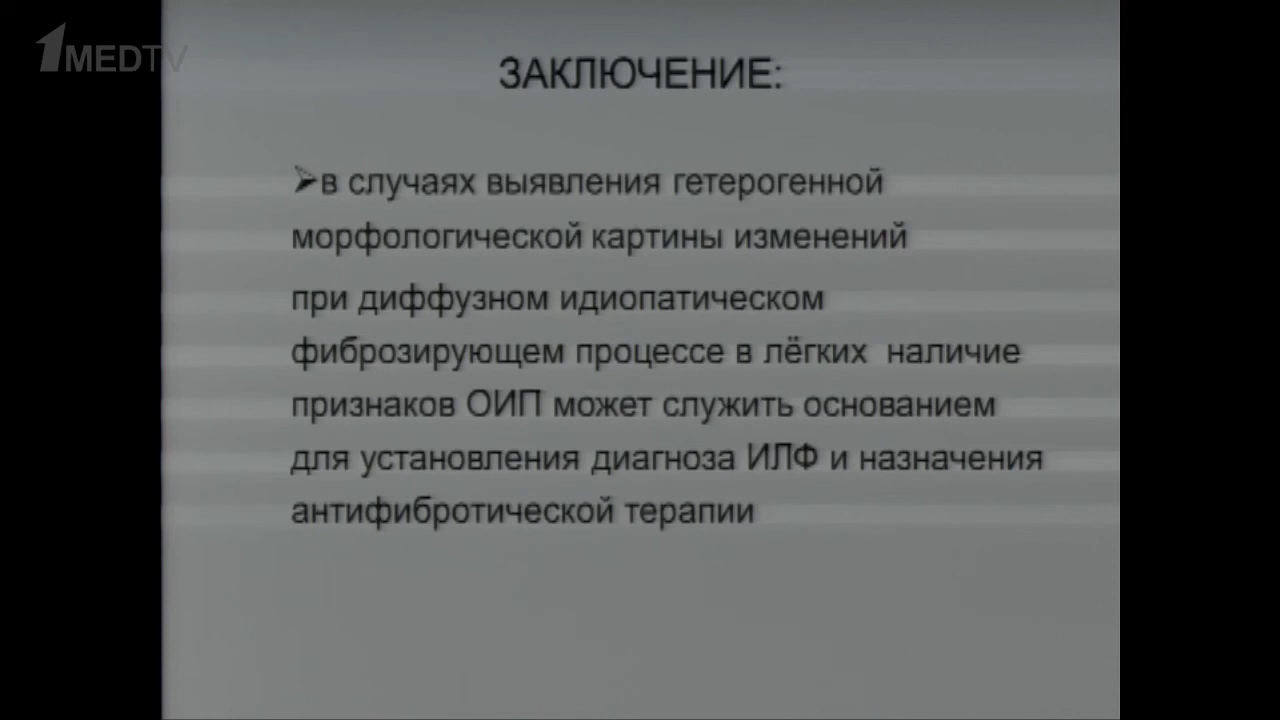 1MEDTV
ЗАКЛЮЧЕНИЕ:
➢в случаях выявления гетерогенной
морфологической картины изменений
при диффузном идиопатическом
фиброзирующем процессе в лёгких наличие
признаков ОИП может служить основанием
для установления диагноза ИЛФ и назначения
антифибротической терапии